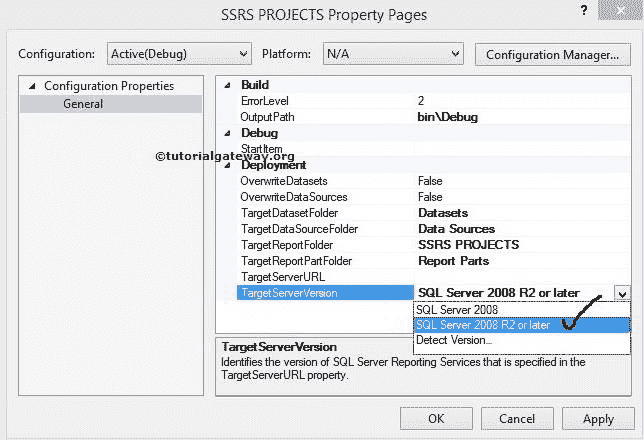 SSRS PROJECTS Property Pages
?
Configuration: Active(Debug) Platform: N/A Configuration Manager...
Configuration Properties
General
Build
ErrorLevel 2
OutputPath bin\Debug
Debug
StartItem
©tutorialgateway.org
Deployment
OverwriteDatasets False
OverwriteDataSources False
TargetDatasetFolder Datasets
TargetDataSourceFolder Data Sources
TargetReportFolder SSRS PROJECTS
TargetReportPartFolder Report Parts
TargetServerURL
TargetServerVersion SQL Server 2008 R2 or later
SQL Server 2008
SQL Server 2008 R2 or later
Detect Version...
TargetServerVersion
Identifies the version of SQL Server Reporting Services that is specified in the
TargetServerURL property.
OK Cancel Apply